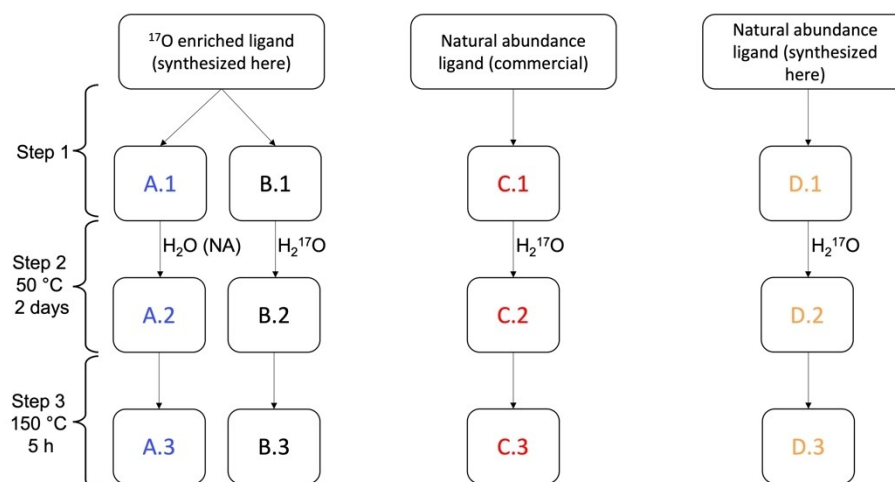 ¹⁷O enriched ligand
(synthesized here)
Natural abundance
ligand (commercial)
Natural abundance
ligand (synthesized
here)
Step 1
A.1
B.1
C.1
D.1
H₂O (NA)
H₂¹⁷O
H₂¹⁷O
H₂¹⁷O
Step 2
50 °C
2 days
A.2
B.2
C.2
D.2
Step 3
150 °C
5 h
A.3
B.3
C.3
D.3